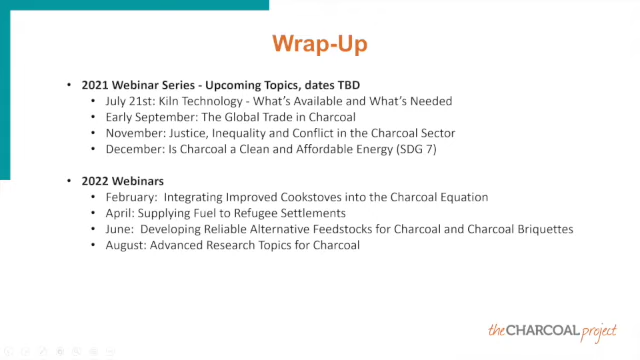 Wrap-Up
• 2021 Webinar Series - Upcoming Topics, dates TBD
• July 21st: Kiln Technology - What's Available and What's Needed
• Early September: The Global Trade in Charcoal
• November: Justice, Inequality and Conflict in the Charcoal Sector
• December: Is Charcoal a Clean and Affordable Energy (SDG 7)
• 2022 Webinars
• February:  Integrating Improved Cookstoves into the Charcoal Equation
• April: Supplying Fuel to Refugee Settlements
• June:  Developing Reliable Alternative Feedstocks for Charcoal and Charcoal Briquettes
• August: Advanced Research Topics for Charcoal
the CHARCOAL project